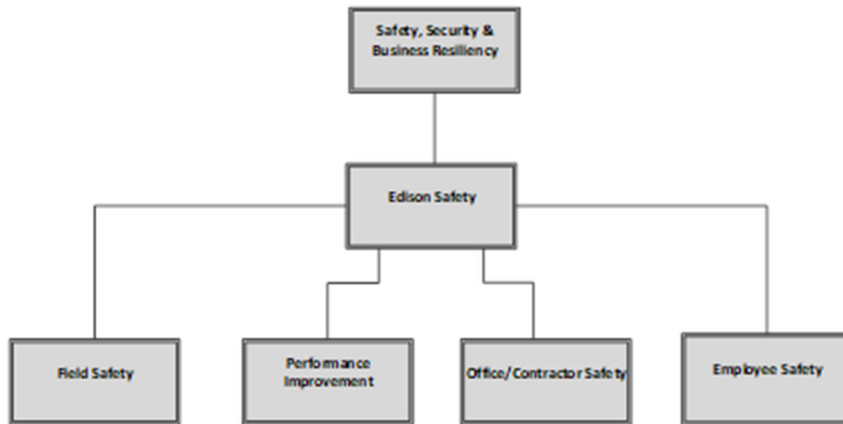 Safety, Security &
Business Resiliency
Edison Safety
Field Safety
Performance
Improvement
Office/Contractor Safety
Employee Safety